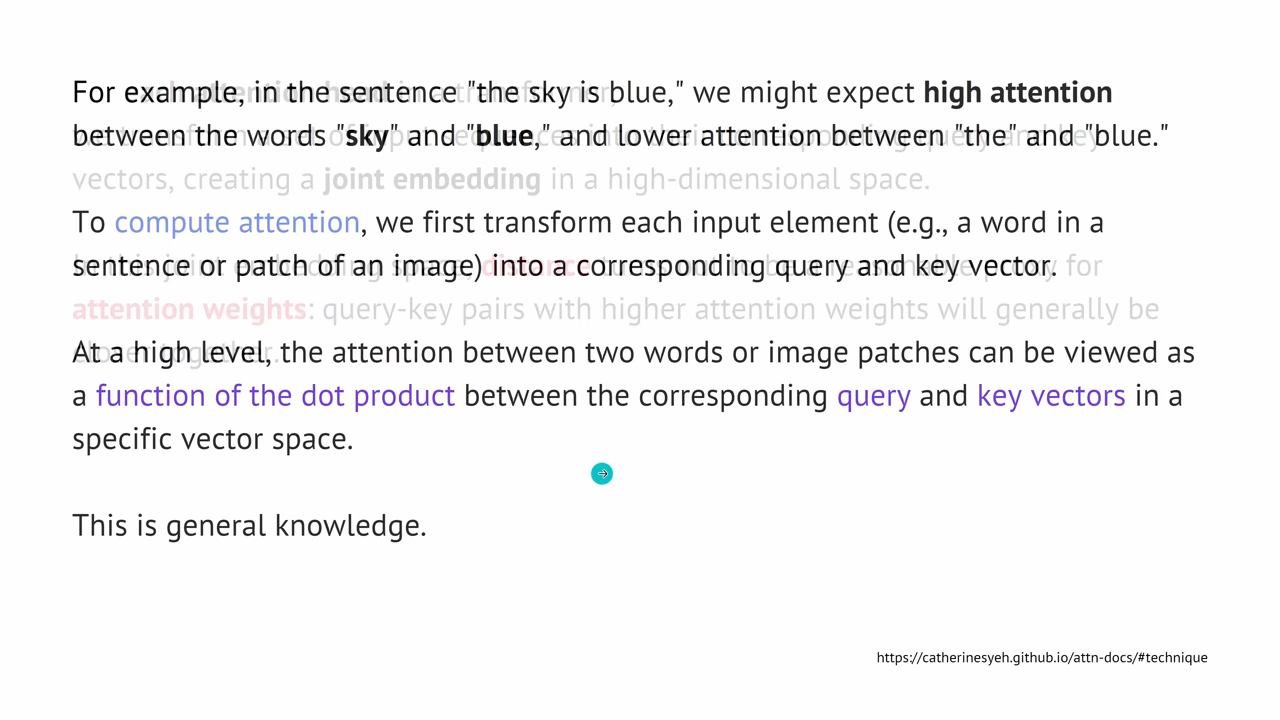 For example, in the sentence "the sky is blue," we might expect high attention
between the words "sky" and "blue," and lower attention between "the" and "blue."
vectors, creating a joint embedding in a high-dimensional space.
To compute attention, we first transform each input element (e.g., a word in a
sentence or patch of an image) into a corresponding query and key vector.
attention weights: query-key pairs with higher attention weights will generally be
At a high level, the attention between two words or image patches can be viewed as
a function of the dot product between the corresponding query and key vectors in a
specific vector space.
This is general knowledge.
https://catherinesyeh.github.io/attn-docs/#technique